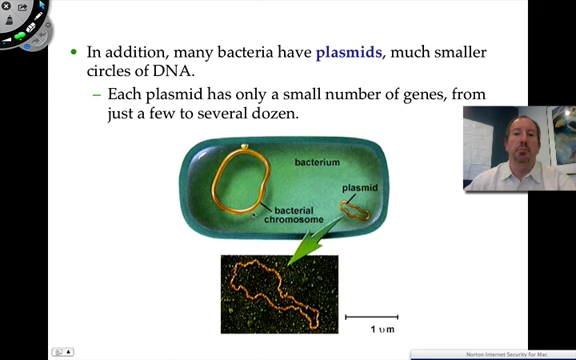 • In addition, many bacteria have plasmids, much smaller
circles of DNA.
– Each plasmid has only a small number of genes, from
just a few to several dozen.
bacterium
plasmid
bacterial
chromosome
1 υm
Norton Internet Security for Mac